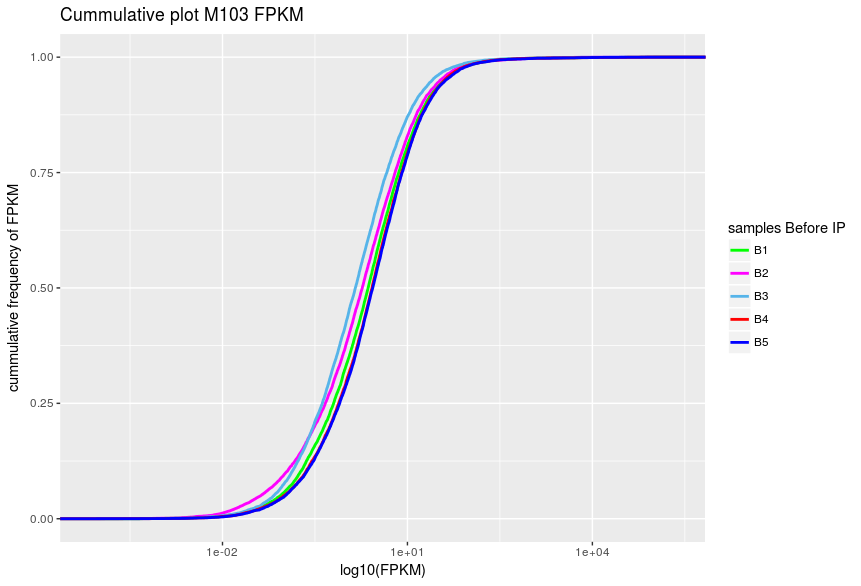 Cummulative plot M103 FPKM
cummulative frequency of FPKM
1.00
0.75
0.50
0.25
0.00
1e-02
1e+01
1e+04
log10(FPKM)
samples Before IP
B1
B2
B3
B4
B5